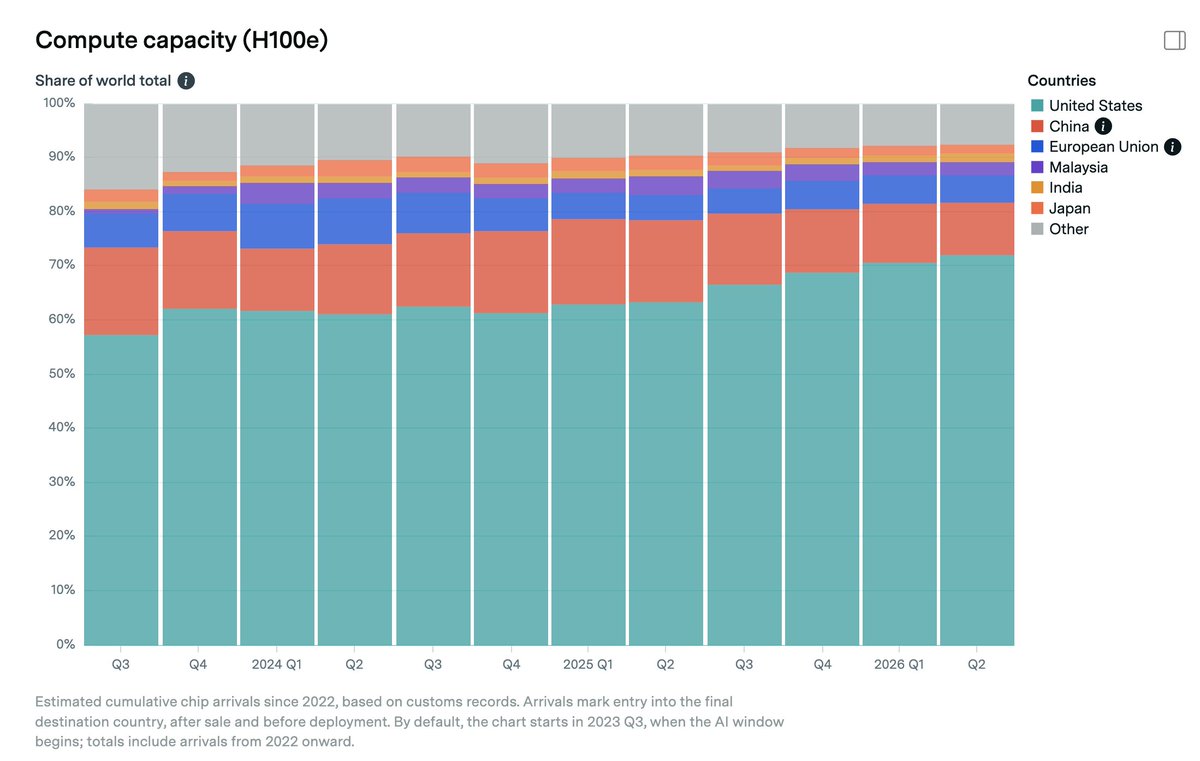 Compute capacity (H100e)
Share of world total i
Countries
United States
China i
European Union i
Malaysia
India
Japan
Other
100%
90%
80%
70%
60%
50%
40%
30%
20%
10%
0%
Q3 Q4 2024 Q1 Q2 Q3 Q4 2025 Q1 Q2 Q3 Q4 2026 Q1 Q2
Estimated cumulative chip arrivals since 2022, based on customs records. Arrivals mark entry into the final
destination country, after sale and before deployment. By default, the chart starts in 2023 Q3, when the AI window
begins; totals include arrivals from 2022 onward.